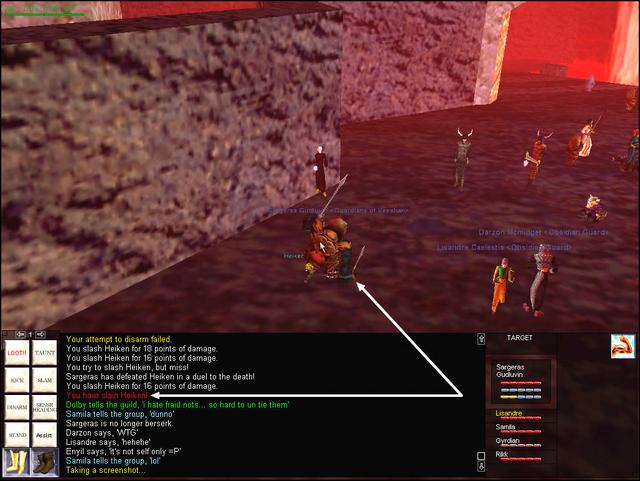 Sargeras Gudluvin <Guardians of Veeshan>
Darzon Mcmidget <Obsidian Guard>
Lisandre Caelestis <Obsidian Guard>
Heiken
1
LOOT!!
TAUNT
KICK
SLAM
DISARM
SENSE HEADING
STAND
Assist
Your attempt to disarm failed.
You slash Heiken for 18 points of damage.
You slash Heiken for 16 points of damage.
You try to slash Heiken, but miss!
Sargeras has defeated Heiken in a duel to the death!
You slash Heiken for 16 points of damage.
You have slain Heiken!
Dolby tells the guild, 'i hate fraid nots... so hard to un tie them'
Samila tells the group, 'dunno'
Sargeras is no longer berserk.
Darzon says, 'WTG'
Lisandre says, 'hehehe'
Enyil says, 'it's not self only =P'
Samila tells the group, 'lol'
Taking a screenshot...
TARGET
Sargeras
Gudluvin
Lisandre
Samila
Gyrdian
Rikk